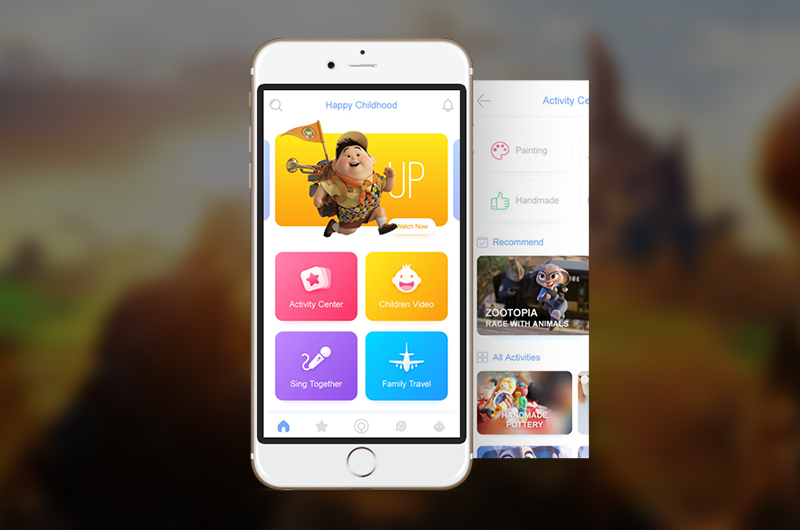 Happy Childhood
UP
Watch Now
Activity Center
Children Video
Sing Together
Family Travel
Activity Ce
Painting
Handmade
Recommend
ZOOTOPIA
RACE WITH ANIMALS
All Activities
HANDMADE
POTTERY